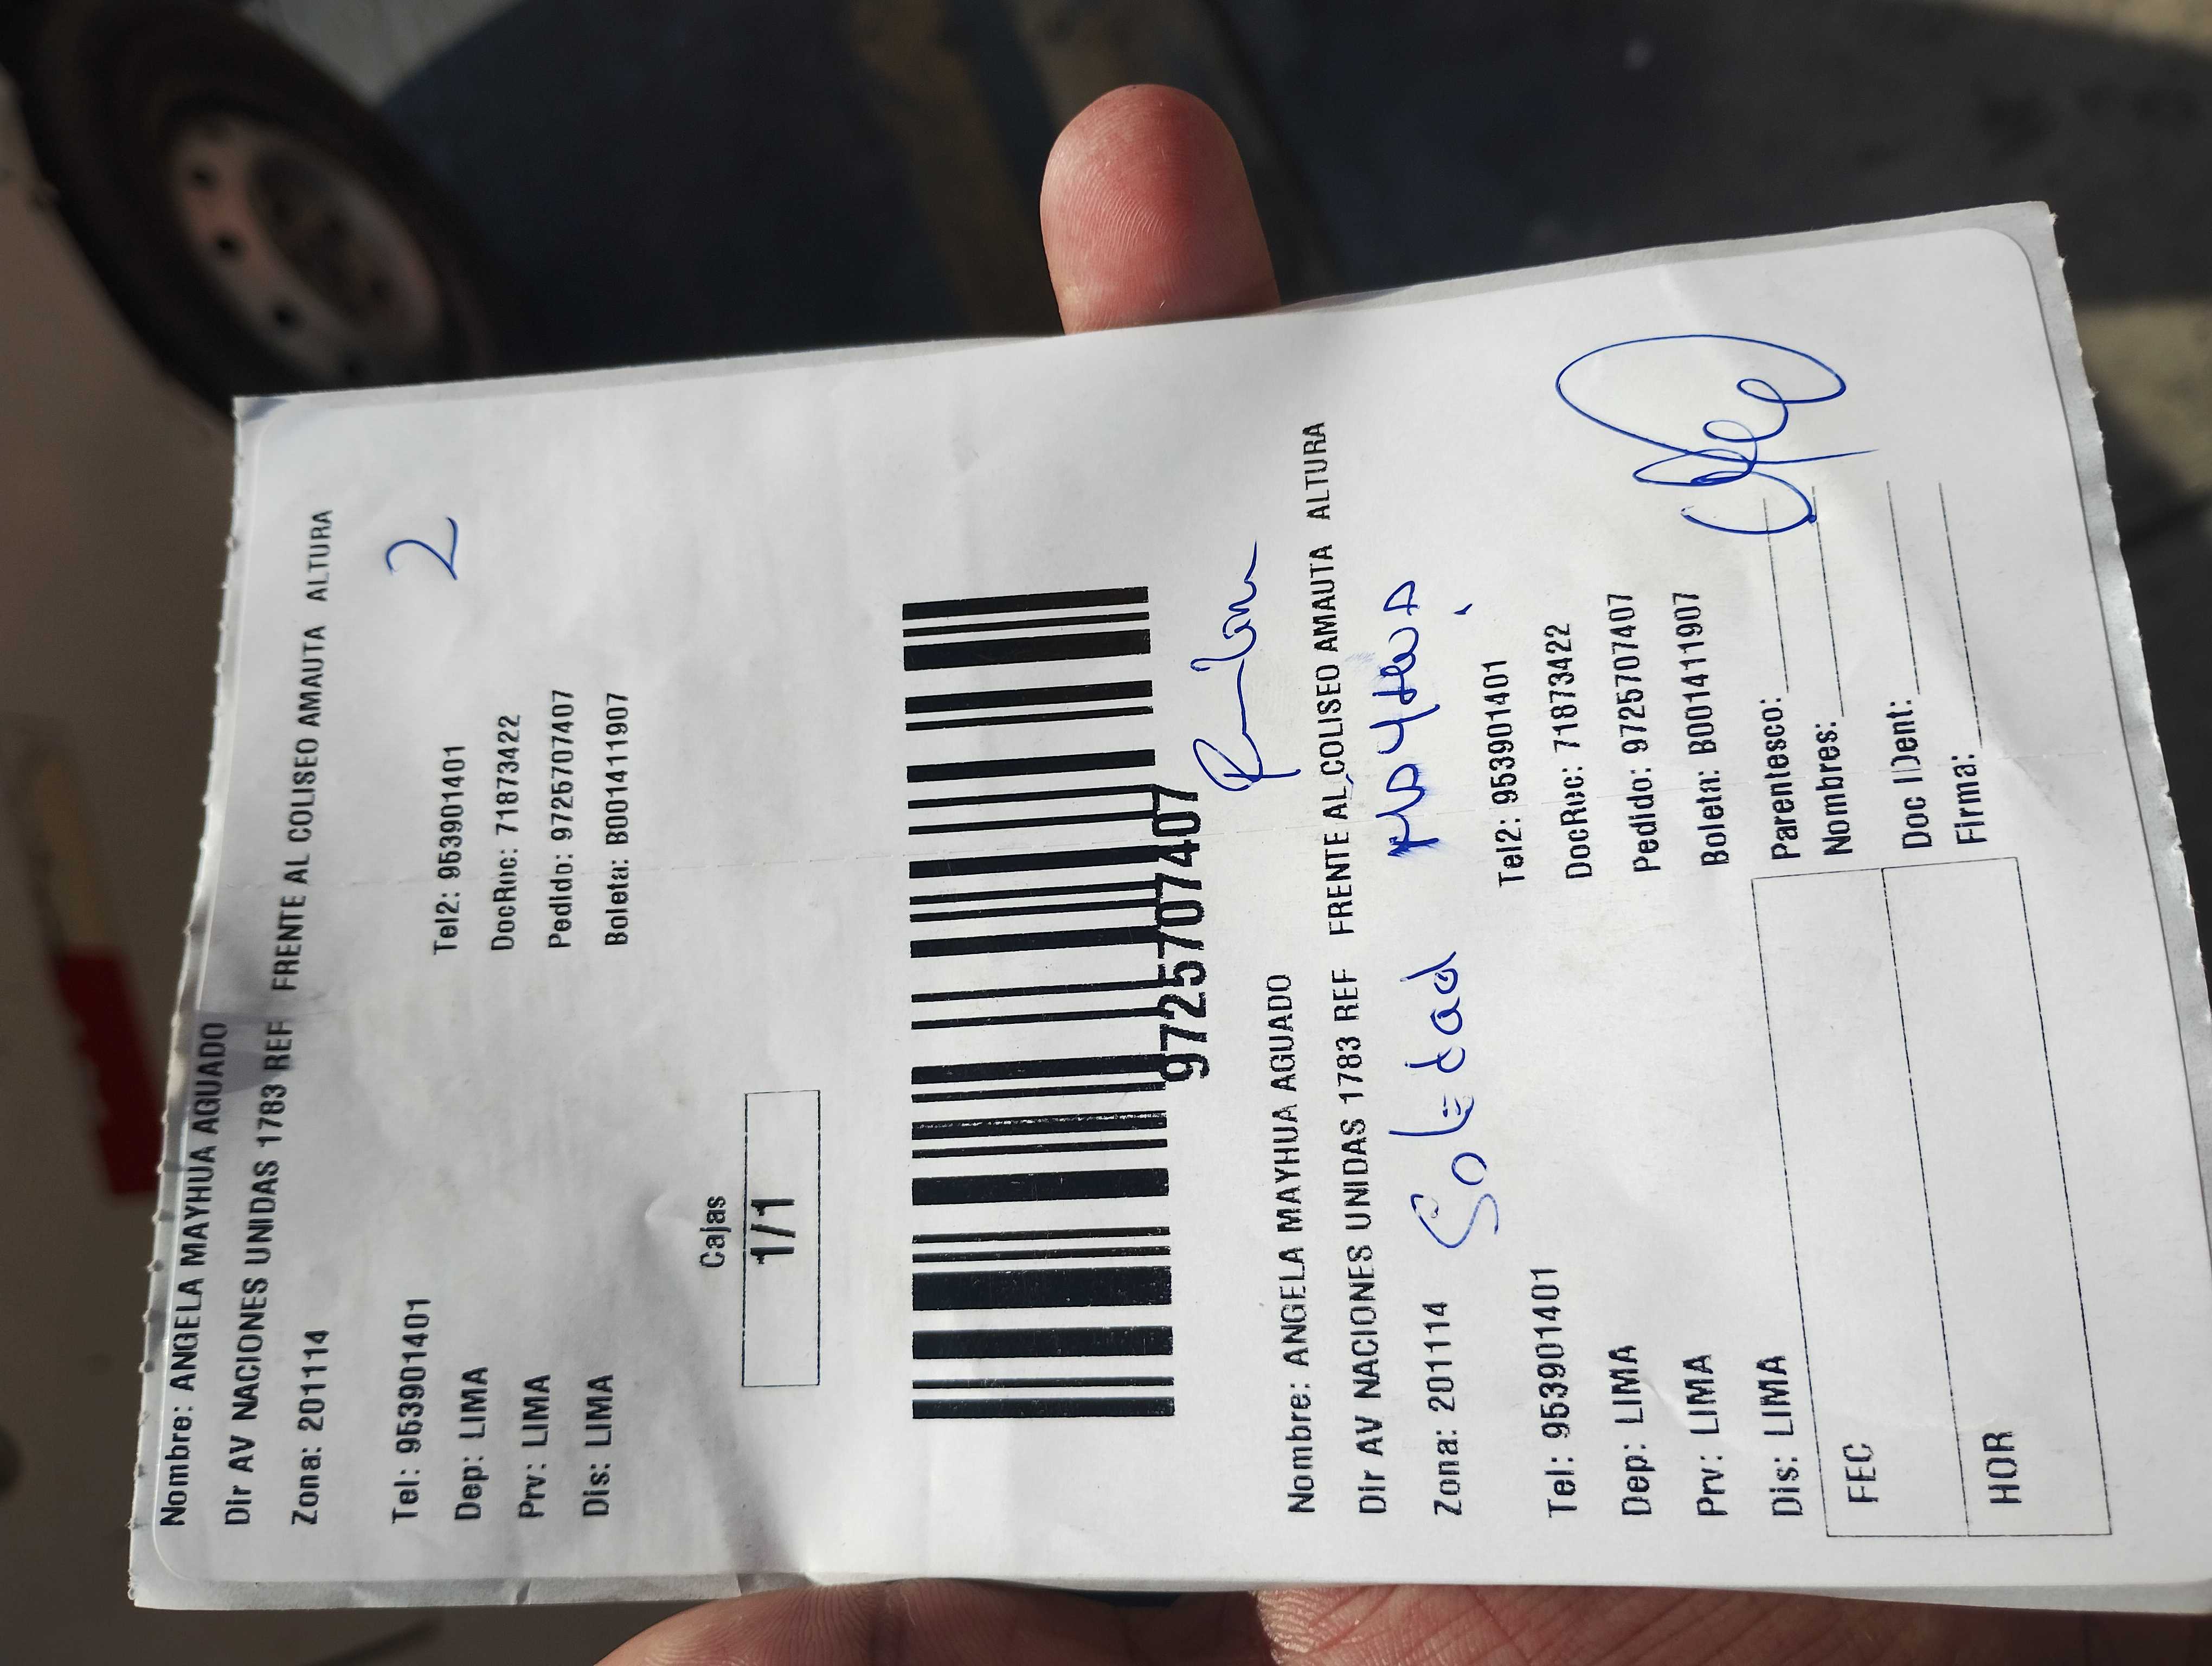 Nombre: ANGELA MAYHUA AGUADO
Dir AV NACIONES UNIDAS 1783 REF FRENTE AL COLISEO AMAUTA ALTURA
Zona: 201114
2
Tel: 953901401 Tel2: 953901401
Dep: LIMA DocRuc: 71873422
Prv: LIMA Pedido: 9725707407
Dis: LIMA Boleta: B001411907
Cajas
1/1
9725707407
Nombre: ANGELA MAYHUA AGUADO
Dir AV NACIONES UNIDAS 1783 REF FRENTE AL COLISEO AMAUTA ALTURA
Zona: 201114 Soledad
Tel: 953901401 Tel2: 953901401
Dep: LIMA DocRuc: 71873422
Prv: LIMA Pedido: 9725707407
Dis: LIMA Boleta: B001411907
FEC Parentesco:
Nombres:
HOR Doc IDent:
Firma: